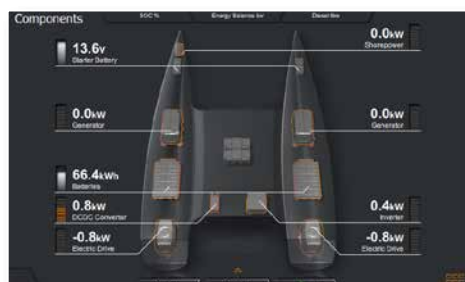 Components
SOC %
Energy Balance kw
Diesel litre
13.6v
Starter Battery
0.0kW
Shorepower
0.0kW
Generator
0.0kW
Generator
66.4kWh
Batteries
0.8kW
DCDC Converter
0.4kW
Inverter
-0.8kW
Electric Drive
-0.8kW
Electric Drive